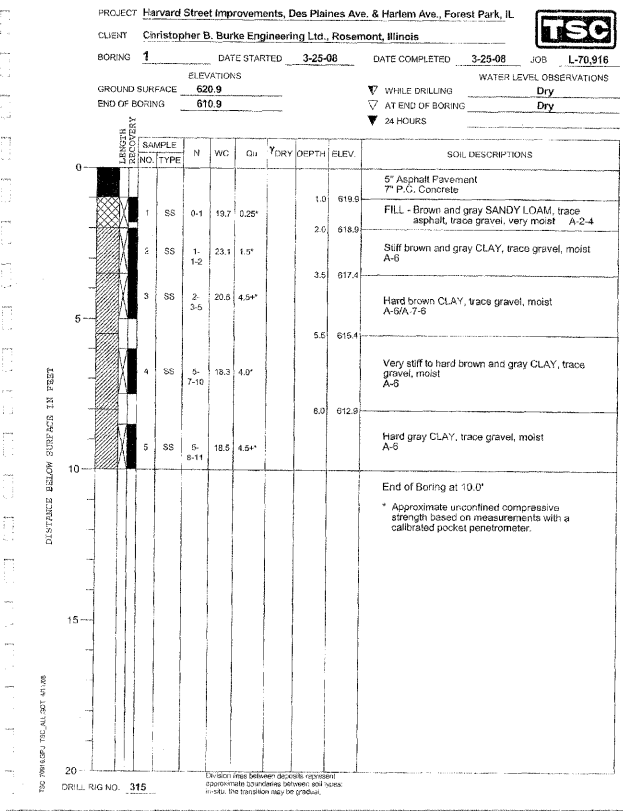 PROJECT Harvard Street Improvements, Des Plaines Ave. & Harlem Ave., Forest Park, IL
TSC
CLIENT Christopher B. Burke Engineering Ltd., Rosemont, Illinois
BORING 1 DATE STARTED 3-25-08 DATE COMPLETED 3-25-08 JOB L-70,916
ELEVATIONS WATER LEVEL OBSERVATIONS
GROUND SURFACE 620.9 WHILE DRILLING Dry
END OF BORING 610.9 AT END OF BORING Dry
24 HOURS
LENGTH RECOVERY SAMPLE NO. TYPE N WC Qu γDRY DEPTH ELEV. SOIL DESCRIPTIONS
0
5" Asphalt Pavement
7" P.C. Concrete
1.0 619.9
1 SS 0-1 19.7 0.25* FILL - Brown and gray SANDY LOAM, trace
asphalt, trace gravel, very moist A-2-4
2.0 618.9
2 SS 1- 23.1 1.5* Stiff brown and gray CLAY, trace gravel, moist
1-2 A-6
3.5 617.4
3 SS 2- 20.6 4.5+* Hard brown CLAY, trace gravel, moist
3-5 A-6/A-7-6
5
5.5 615.4
Very stiff to hard brown and gray CLAY, trace
4 SS 5- 18.3 4.0* gravel, moist
7-10 A-6
8.0 612.9
Hard gray CLAY, trace gravel, moist
5 SS 5- 18.5 4.5+* A-6
8-11
10
End of Boring at 10.0'
* Approximate unconfined compressive
strength based on measurements with a
calibrated pocket penetrometer.
15
20
DISTANCE BELOW SURFACE IN FEET
TSC 70916.GPJ TSC_ALL.GDT 4/11/08
DRILL RIG NO. 315
Division lines between deposits represent
approximate boundaries between soil types;
in-situ, the transition may be gradual.